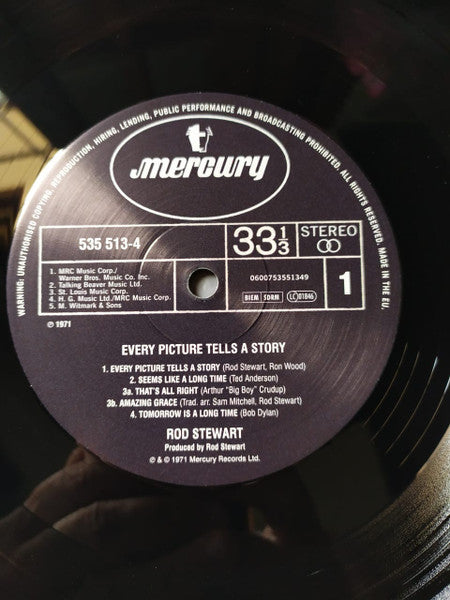 WARNING: UNAUTHORISED COPYING, REPRODUCTION, HIRING, LENDING, PUBLIC PERFORMANCE AND BROADCASTING PROHIBITED. ALL RIGHTS RESERVED. MADE IN THE EU.
t
mercury
535 513-4
33 1/3
STEREO
1. MRC Music Corp./
Warner Bros. Music Co. Inc.
2. Talking Beaver Music Ltd.
3. St. Louis Music Corp.
4. H. G. Music Ltd./MRC Music Corp.
5. M. Witmark & Sons
0600753551349
BIEM SDRM LC 01846
1
℗ 1971
EVERY PICTURE TELLS A STORY
1. EVERY PICTURE TELLS A STORY (Rod Stewart, Ron Wood)
2. SEEMS LIKE A LONG TIME (Ted Anderson)
3a. THAT'S ALL RIGHT (Arthur "Big Boy" Crudup)
3b. AMAZING GRACE (Trad. arr. Sam Mitchell, Rod Stewart)
4. TOMORROW IS A LONG TIME (Bob Dylan)
ROD STEWART
Produced by Rod Stewart
℗ & © 1971 Mercury Records Ltd.